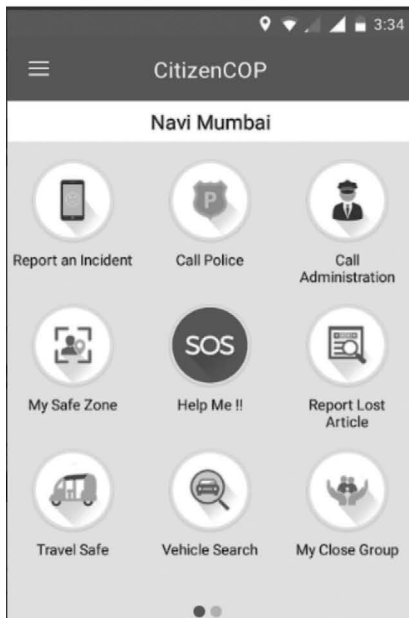 3:34
CitizenCOP
Navi Mumbai
P
Report an Incident
Call Police
Call
Administration
SOS
My Safe Zone
Help Me !!
Report Lost
Article
Travel Safe
Vehicle Search
My Close Group